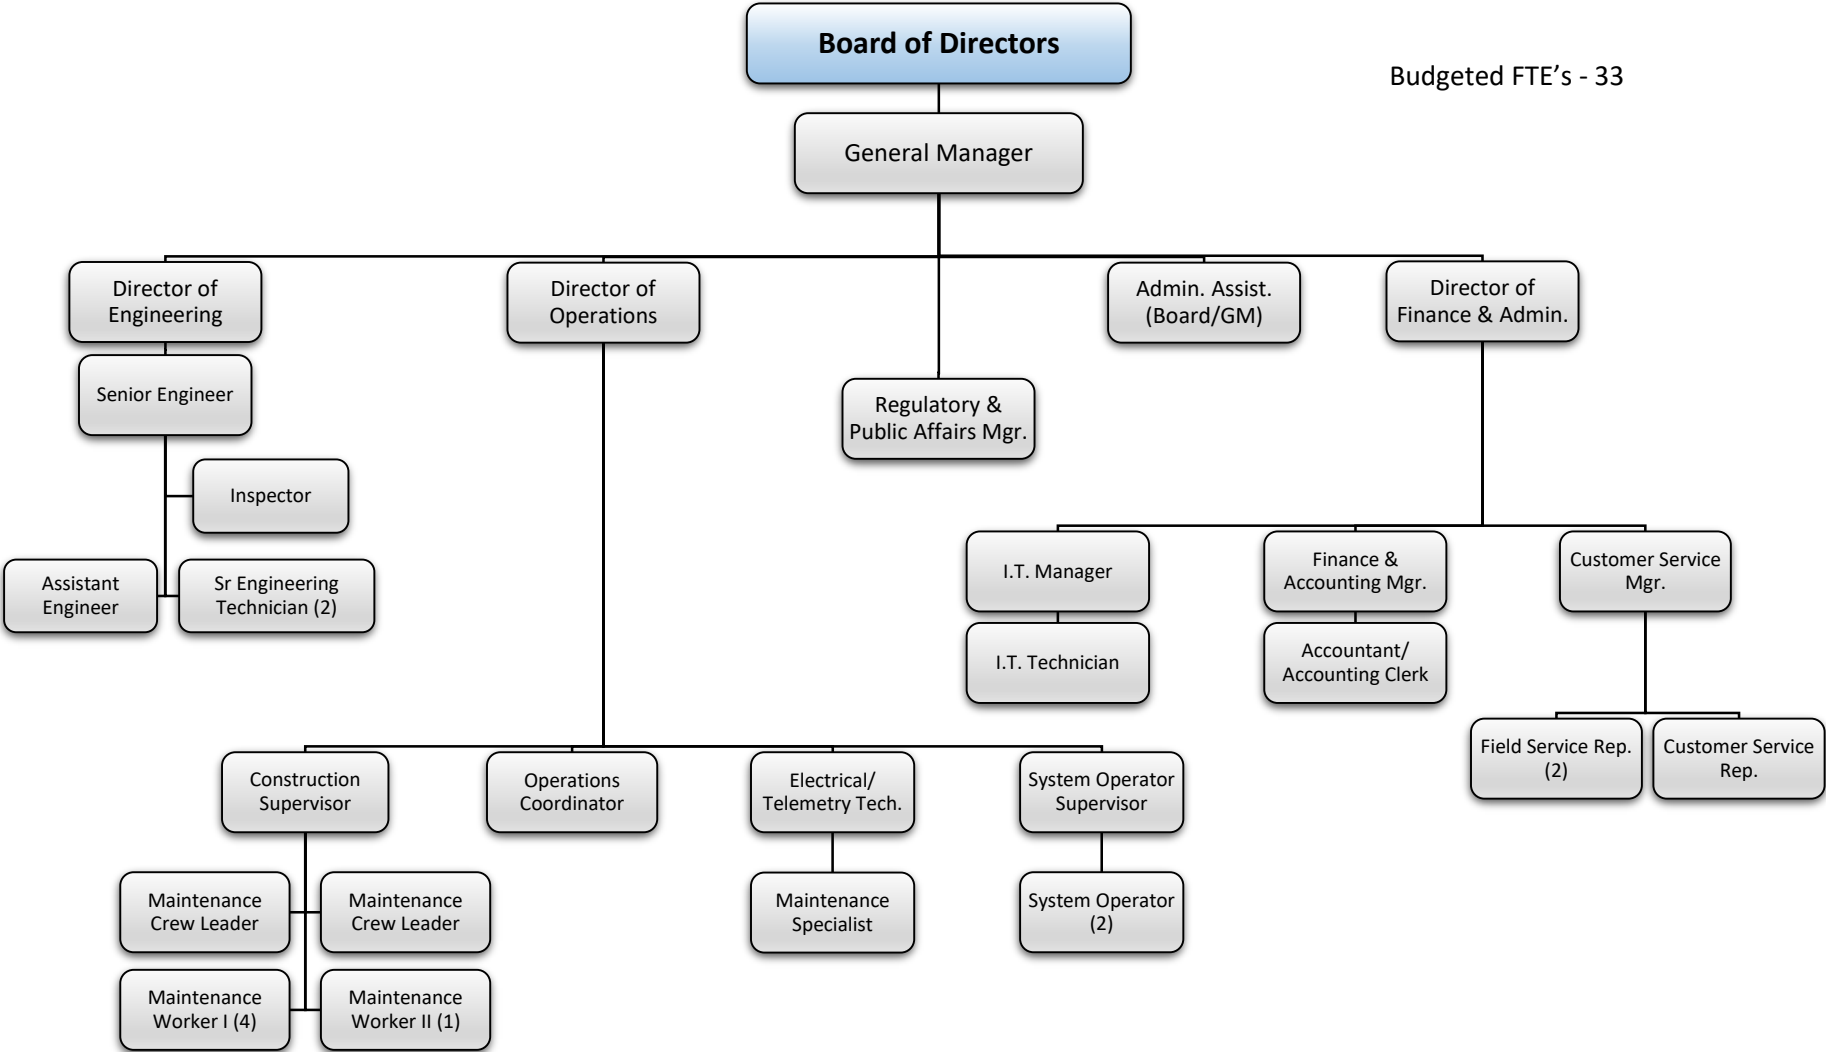 Board of Directors
Budgeted FTE’s - 33
General Manager
Director of
Engineering
Director of
Operations
Admin. Assist.
(Board/GM)
Director of
Finance & Admin.
Senior Engineer
Regulatory &
Public Affairs Mgr.
Inspector
Assistant
Engineer
Sr Engineering
Technician (2)
I.T. Manager
Finance &
Accounting Mgr.
Customer Service
Mgr.
I.T. Technician
Accountant/
Accounting Clerk
Field Service Rep.
(2)
Customer Service
Rep.
Construction
Supervisor
Operations
Coordinator
Electrical/
Telemetry Tech.
System Operator
Supervisor
Maintenance
Crew Leader
Maintenance
Crew Leader
Maintenance
Specialist
System Operator
(2)
Maintenance
Worker I (4)
Maintenance
Worker II (1)